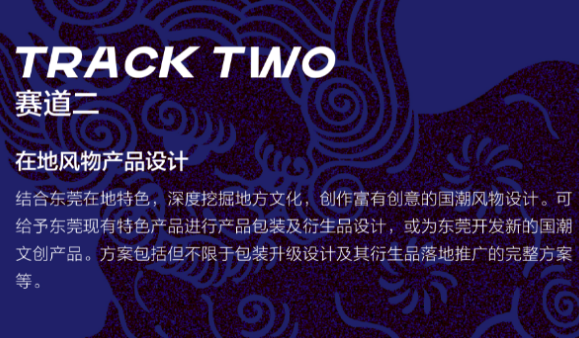 TRACK TWO
赛道二
在地风物产品设计
结合东莞在地特色，深度挖掘地方文化，创作富有创意的国潮风物设计。可
给予东莞现有特色产品进行产品包装及衍生品设计，或为东莞开发新的国潮
文创产品。方案包括但不限于包装升级设计及其衍生品落地推广的完整方案
等。